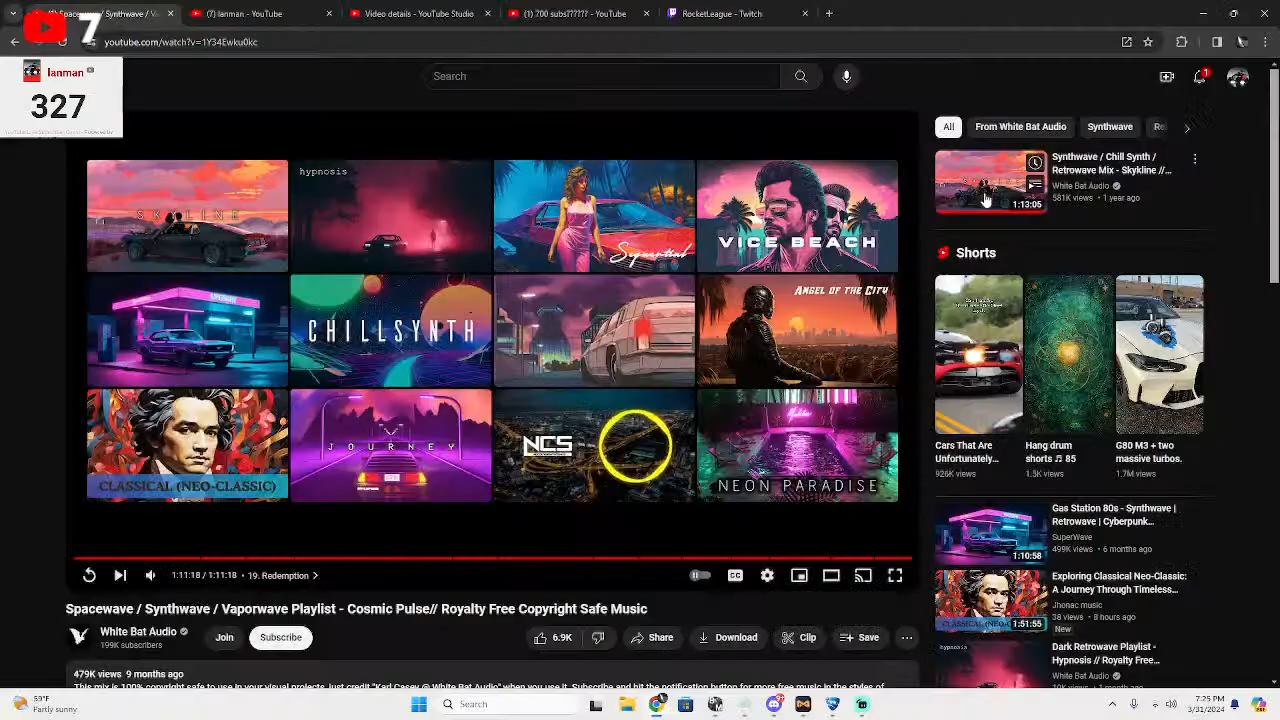 7
(7) lanman - YouTube
Video details - YouTube Studio
(1) 700 subs?????? - YouTube
youtube.com/watch?v=1Y34Ewku0kc
lanman
327
Search
1
All
From White Bat Audio
Synthwave
Re
SKYLINE
hypnosis
Sequential
VICE BEACH
CHILLSYNTH
ANGEL OF THE CITY
CLASSICAL (NEO-CLASSIC)
JOURNEY
NCS
NEON PARADISE
1:11:18 / 1:11:18 • 19. Redemption
Spacewave / Synthwave / Vaporwave Playlist - Cosmic Pulse// Royalty Free Copyright Safe Music
White Bat Audio
199K subscribers
Join
Subscribe
6.9K
Share
Download
Clip
Save
479K views 9 months ago
Synthwave / Chill Synth /
Retrowave Mix - Skyline //...
White Bat Audio
581K views • 1 year ago
1:13:05
Shorts
Cars That Are
Unfortunately...
926K views
Hang drum
shorts ♫ 85
1.5K views
G80 M3 + two
massive turbos.
1.7M views
Gas Station 80s - Synthwave |
Retrowave | Cyberpunk...
SuperWave
499K views • 6 months ago
1:10:58
Exploring Classical Neo-Classic:
A Journey Through Timeless...
Jhonac music
38 views • 8 hours ago
New
1:51:55
hypnosis
Dark Retrowave Playlist -
Hypnosis // Royalty Free...
White Bat Audio
59°F
Partly sunny
Search
7:25 PM
3/31/2024